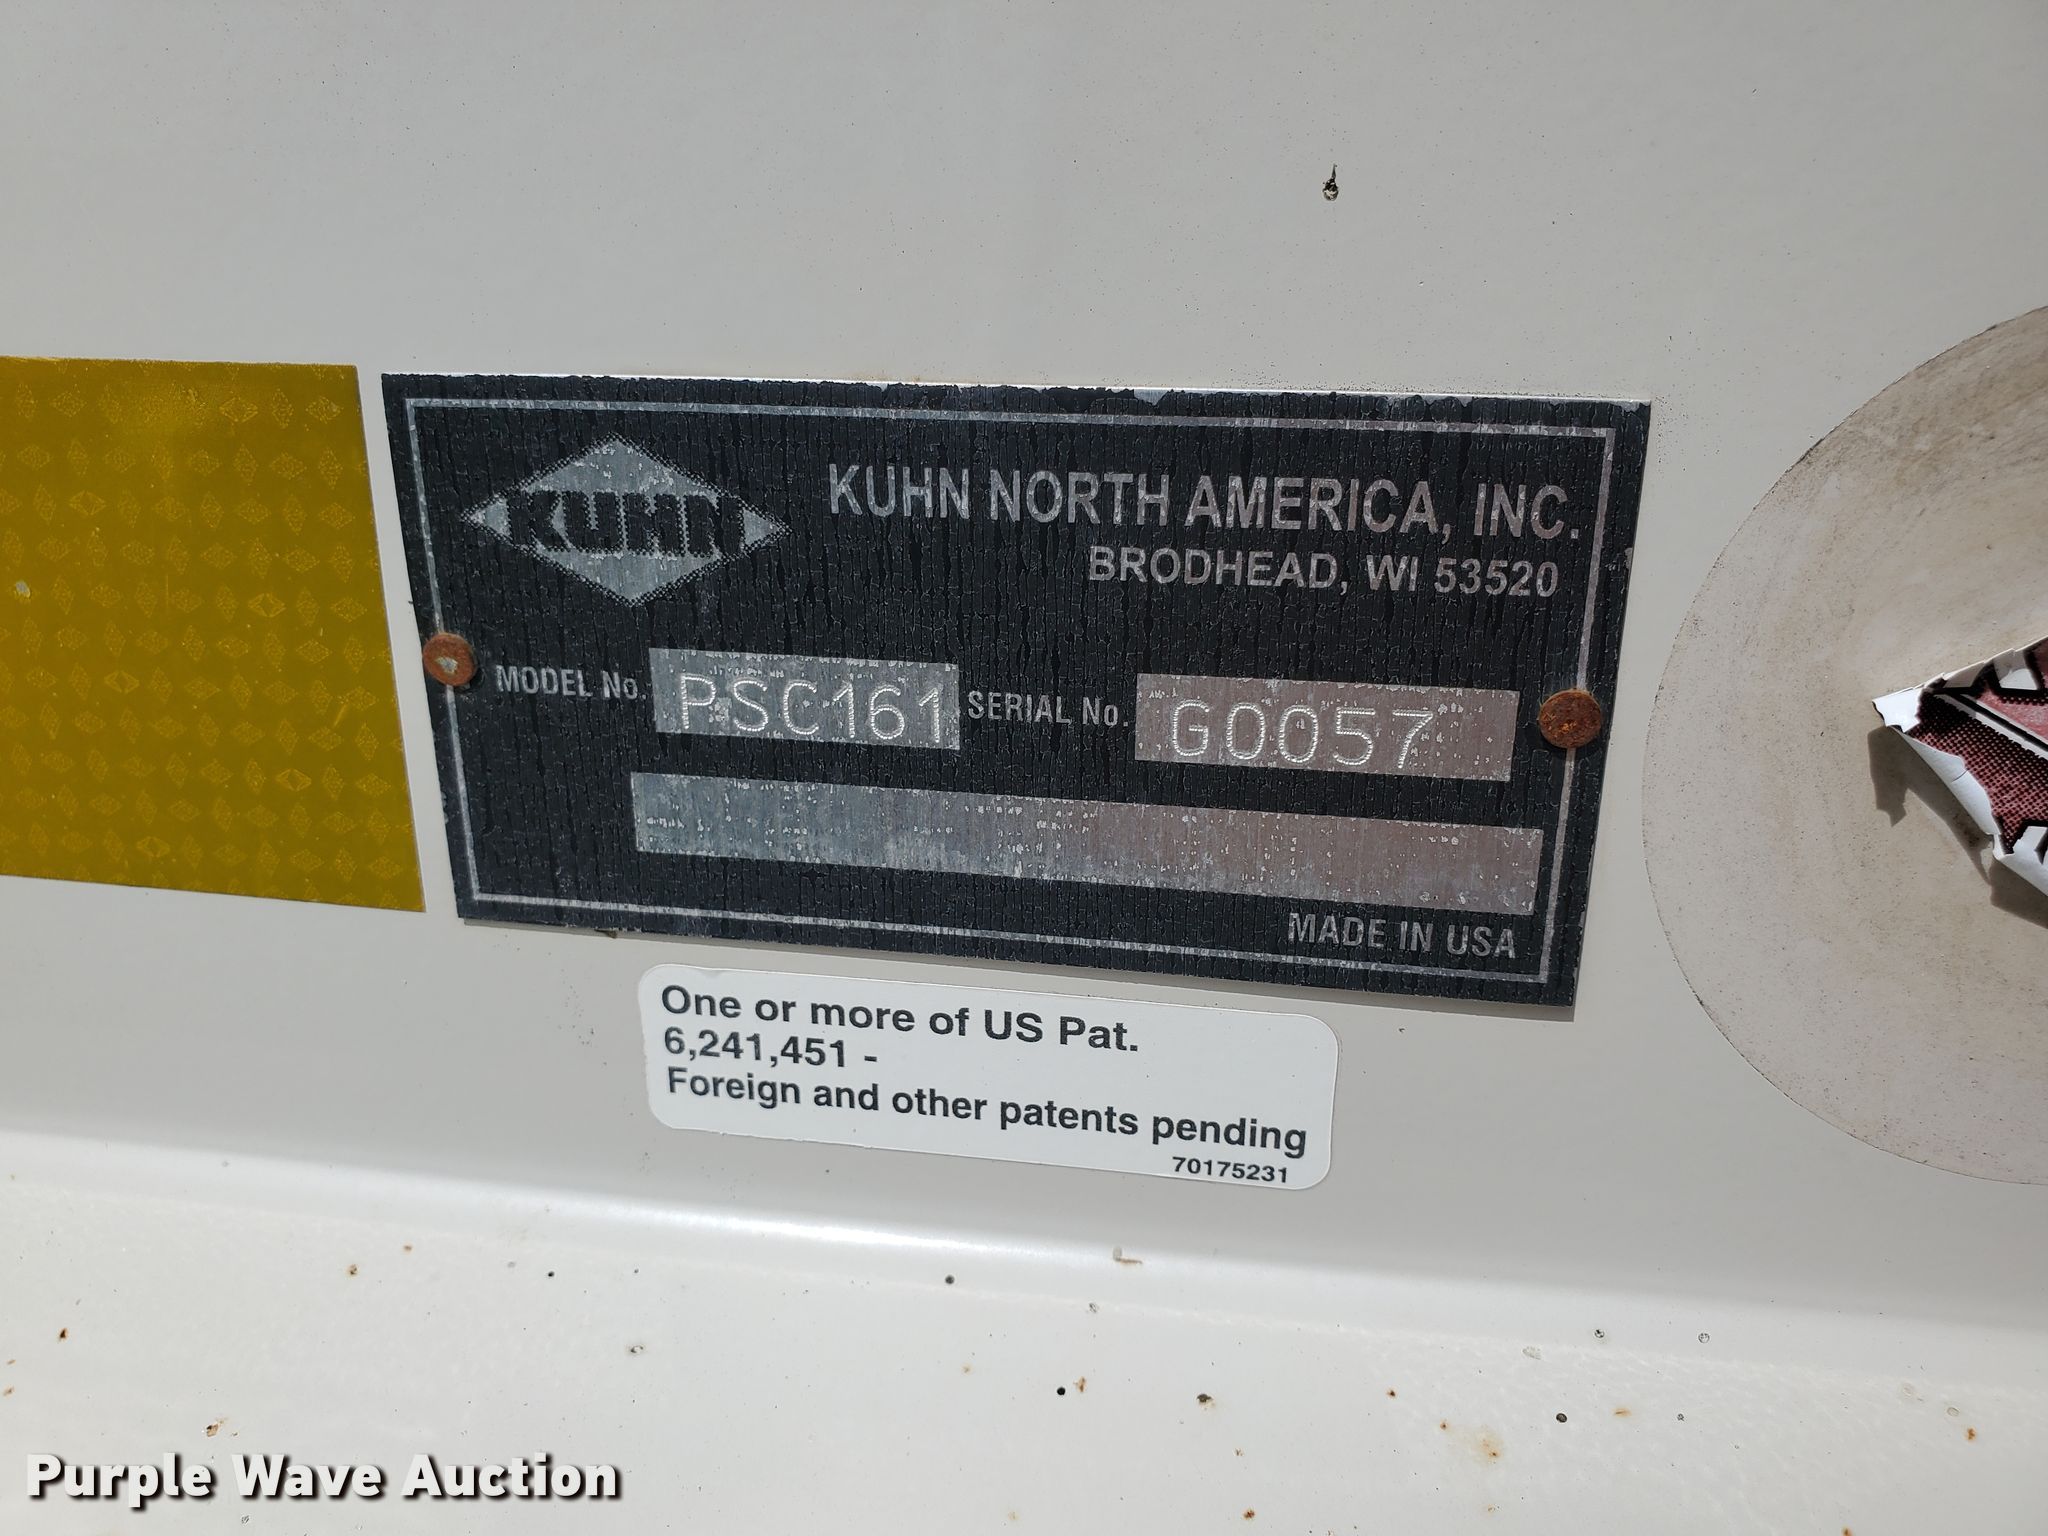 KUHN
KUHN NORTH AMERICA, INC.
BRODHEAD, WI 53520
MODEL No. PSC161 SERIAL No. G0057
MADE IN USA
One or more of US Pat.
6,241,451 -
Foreign and other patents pending
70175231
Purple Wave Auction